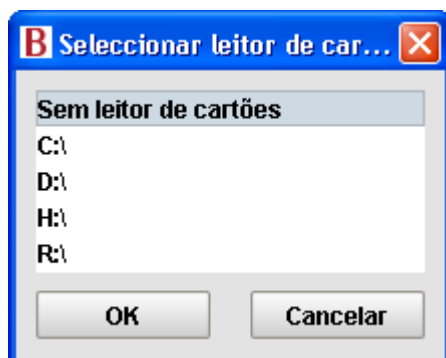 B Seleccionar leitor de car...
Sem leitor de cartões
C:\
D:\
H:\
R:\
OK Cancelar